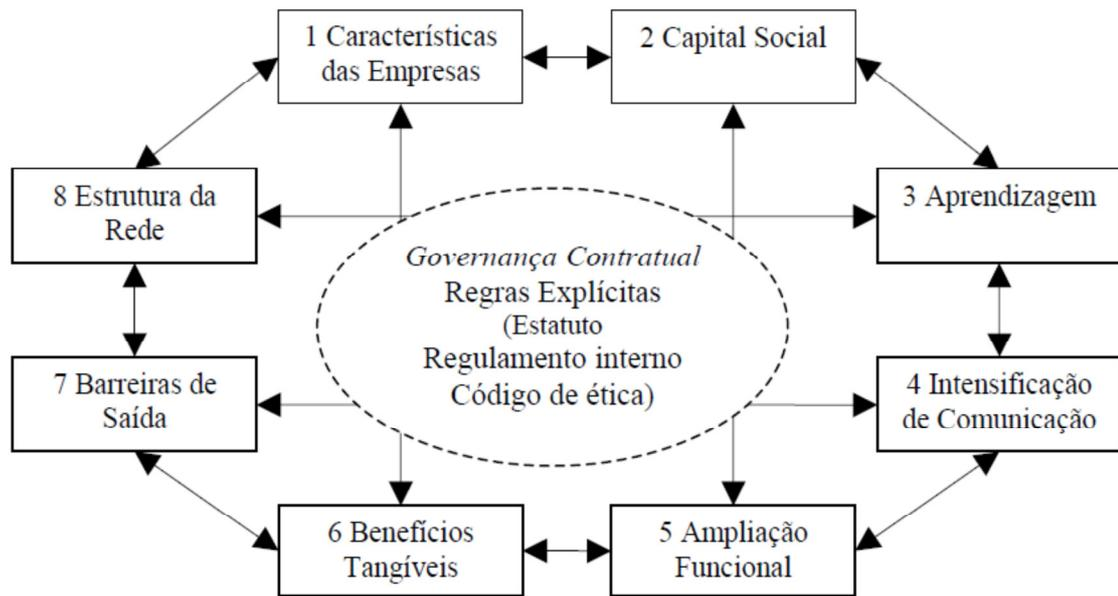 1 Características
das Empresas
2 Capital Social
8 Estrutura da
Rede
3 Aprendizagem
Governança Contratual
Regras Explícitas
(Estatuto
Regulamento interno
Código de ética)
7 Barreiras de
Saída
4 Intensificação
de Comunicação
6 Benefícios
Tangíveis
5 Ampliação
Funcional